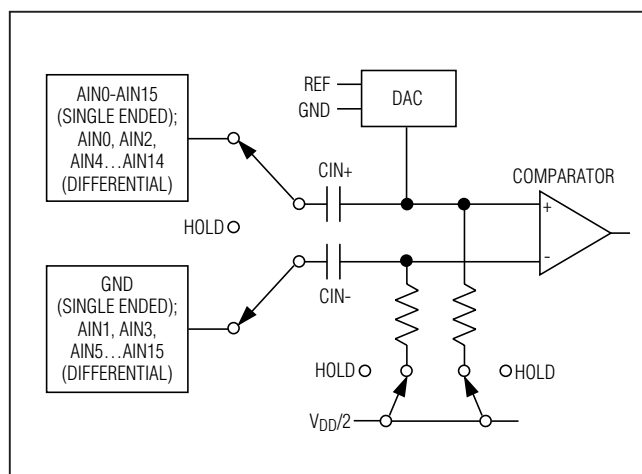 AIN0-AIN15
(SINGLE ENDED);
AIN0, AIN2,
AIN4...AIN14
(DIFFERENTIAL)
REF
GND
DAC
CIN+
COMPARATOR
+
-
HOLD
GND
(SINGLE ENDED);
AIN1, AIN3,
AIN5...AIN15
(DIFFERENTIAL)
CIN-
HOLD
HOLD
VDD/2